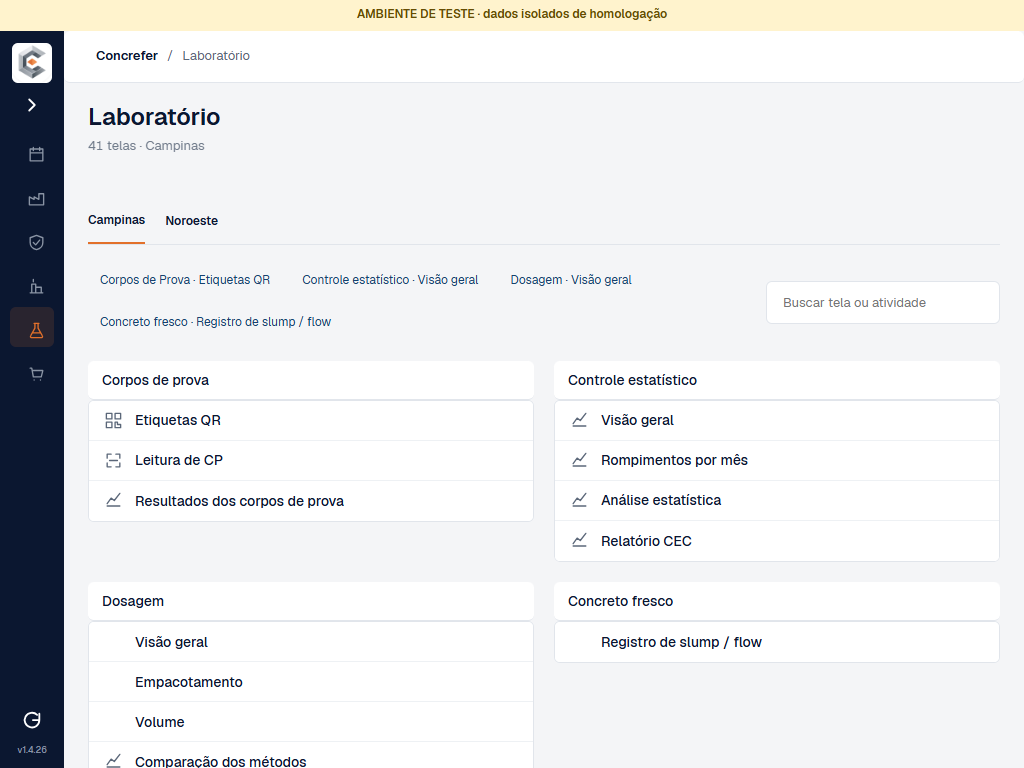 AMBIENTE DE TESTE · dados isolados de homologação
Concrefer / Laboratório
Laboratório
41 telas · Campinas
Campinas
Noroeste
Corpos de Prova · Etiquetas QR
Controle estatístico · Visão geral
Dosagem · Visão geral
Concreto fresco · Registro de slump / flow
Buscar tela ou atividade
Corpos de prova
Etiquetas QR
Leitura de CP
Resultados dos corpos de prova
Controle estatístico
Visão geral
Rompimentos por mês
Análise estatística
Relatório CEC
Dosagem
Visão geral
Empacotamento
Volume
Comparação dos métodos
Concreto fresco
Registro de slump / flow
v1.4.26